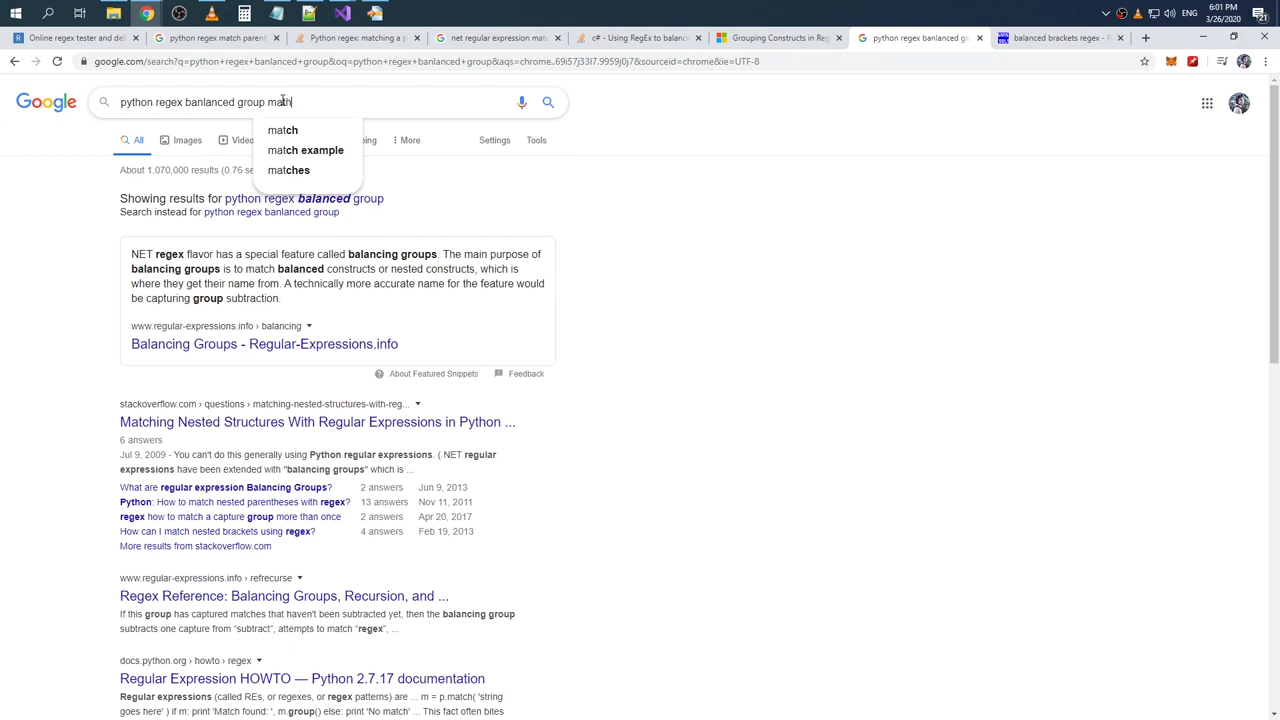 6:01 PM
ENG
3/26/2020
21
Online regex tester and deb
python regex match parent
Python regex: matching a p
net regular expression mat
c# - Using RegEx to balanc
Grouping Constructs in Reg
python regex banlanced gro
balanced brackets regex - R
google.com/search?q=python+regex+banlanced+group&oq=python+regex+banlanced+group&aqs=chrome..69i57j33l7.9959j0j7&sourceid=chrome&ie=UTF-8
Google
python regex banlanced group math
match
match example
matches
All
Images
Video
ping
More
Settings
Tools
About 1,070,000 results (0.76 se
Showing results for python regex balanced group
Search instead for python regex banlanced group
NET regex flavor has a special feature called balancing groups. The main purpose of
balancing groups is to match balanced constructs or nested constructs, which is
where they get their name from. A technically more accurate name for the feature would
be capturing group subtraction.
www.regular-expressions.info › balancing
Balancing Groups - Regular-Expressions.info
About Featured Snippets
Feedback
stackoverflow.com › questions › matching-nested-structures-with-reg...
Matching Nested Structures With Regular Expressions in Python ...
6 answers
Jul 9, 2009 - You can't do this generally using Python regular expressions. (.NET regular
expressions have been extended with "balancing groups" which is ...
What are regular expression Balancing Groups? 2 answers Jun 9, 2013
Python: How to match nested parentheses with regex? 13 answers Nov 11, 2011
regex how to match a capture group more than once 2 answers Apr 20, 2017
How can I match nested brackets using regex? 4 answers Feb 19, 2013
More results from stackoverflow.com
www.regular-expressions.info › refrecurse
Regex Reference: Balancing Groups, Recursion, and ...
If this group has captured matches that haven't been subtracted yet, then the balancing group
subtracts one capture from “subtract”, attempts to match “regex”, ...
docs.python.org › howto › regex
Regular Expression HOWTO — Python 2.7.17 documentation
Regular expressions (called REs, or regexes, or regex patterns) are ... m = p.match( 'string
goes here' ) if m: print 'Match found: ', m.group() else: print 'No match' ... This fact often bites